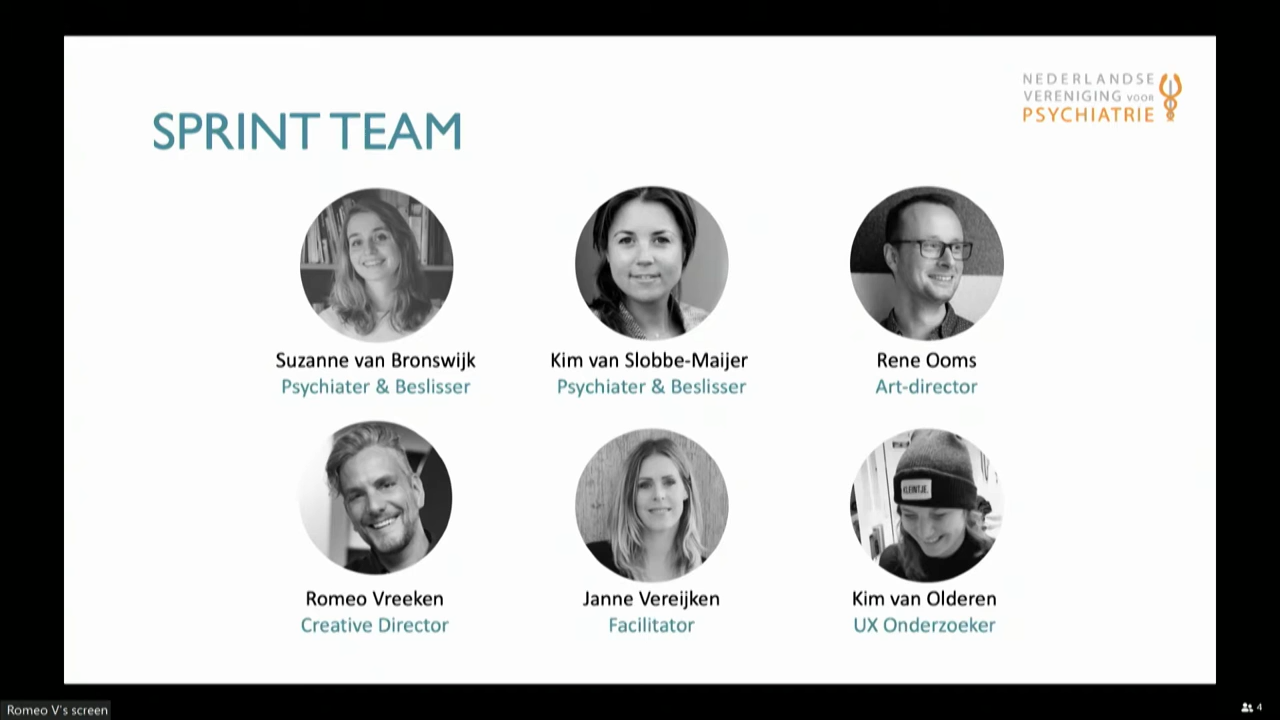 NEDERLANDSE
VERENIGING VOOR
PSYCHIATRIE
SPRINT TEAM
Suzanne van Bronswijk
Psychiater & Beslisser
Kim van Slobbe-Maijer
Psychiater & Beslisser
Rene Ooms
Art-director
KLEINTJE.
Romeo Vreeken
Creative Director
Janne Vereijken
Facilitator
Kim van Olderen
UX Onderzoeker
Romeo V's screen
4